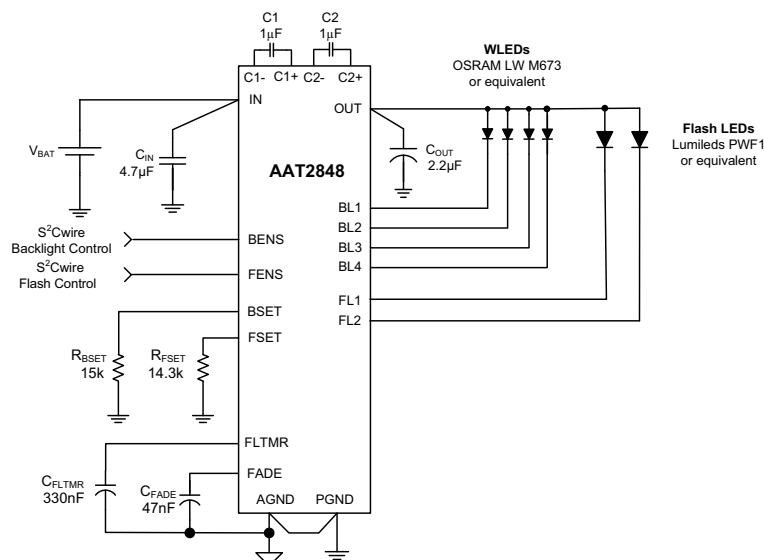 C1
1µF
C2
1µF
C1-
C1+
C2-
C2+
IN
OUT
WLEDs
OSRAM LW M673
or equivalent
Flash LEDs
Lumileds PWF1
or equivalent
VBAT
CIN
4.7µF
AAT2848
COUT
2.2µF
BL1
BL2
BL3
BL4
FL1
FL2
S²Cwire
Backlight Control
S²Cwire
Flash Control
BENS
FENS
BSET
FSET
RBSET
15k
RFSET
14.3k
FLTMR
FADE
CFLTMR
330nF
CFADE
47nF
AGND
PGND